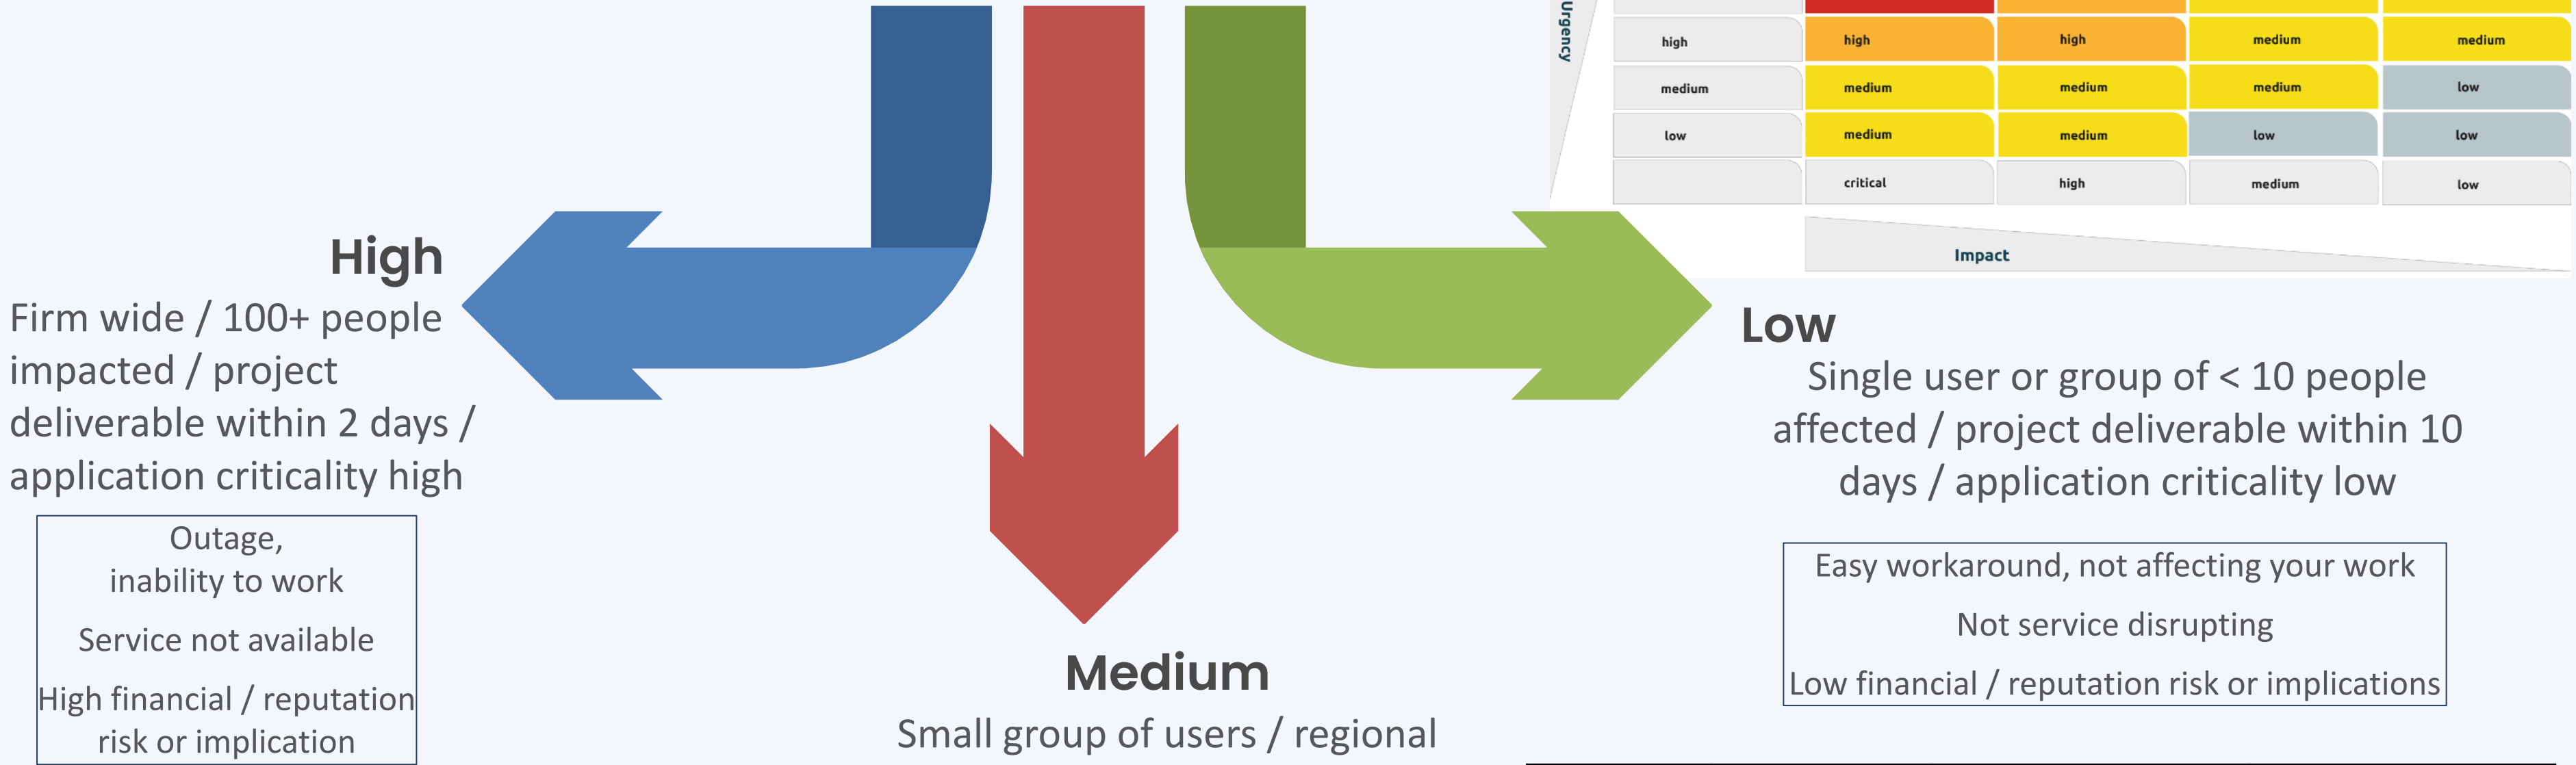 Urgency
high high high medium medium
medium medium medium medium low
low medium medium low low
critical high medium low
Impact
High
Firm wide / 100+ people
impacted / project
deliverable within 2 days /
application criticality high
Outage,
inability to work
Service not available
High financial / reputation
risk or implication
Medium
Small group of users / regional
Low
Single user or group of < 10 people
affected / project deliverable within 10
days / application criticality low
Easy workaround, not affecting your work
Not service disrupting
Low financial / reputation risk or implications